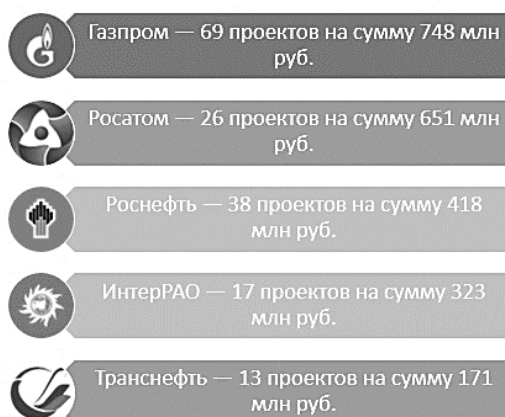 Газпром — 69 проектов на сумму 748 млн
руб.
Росатом — 26 проектов на сумму 651 млн
руб.
Роснефть — 38 проектов на сумму 418
млн руб.
ИнтерРАО — 17 проектов на сумму 323
млн руб.
Транснефть — 13 проектов на сумму 171
млн руб.